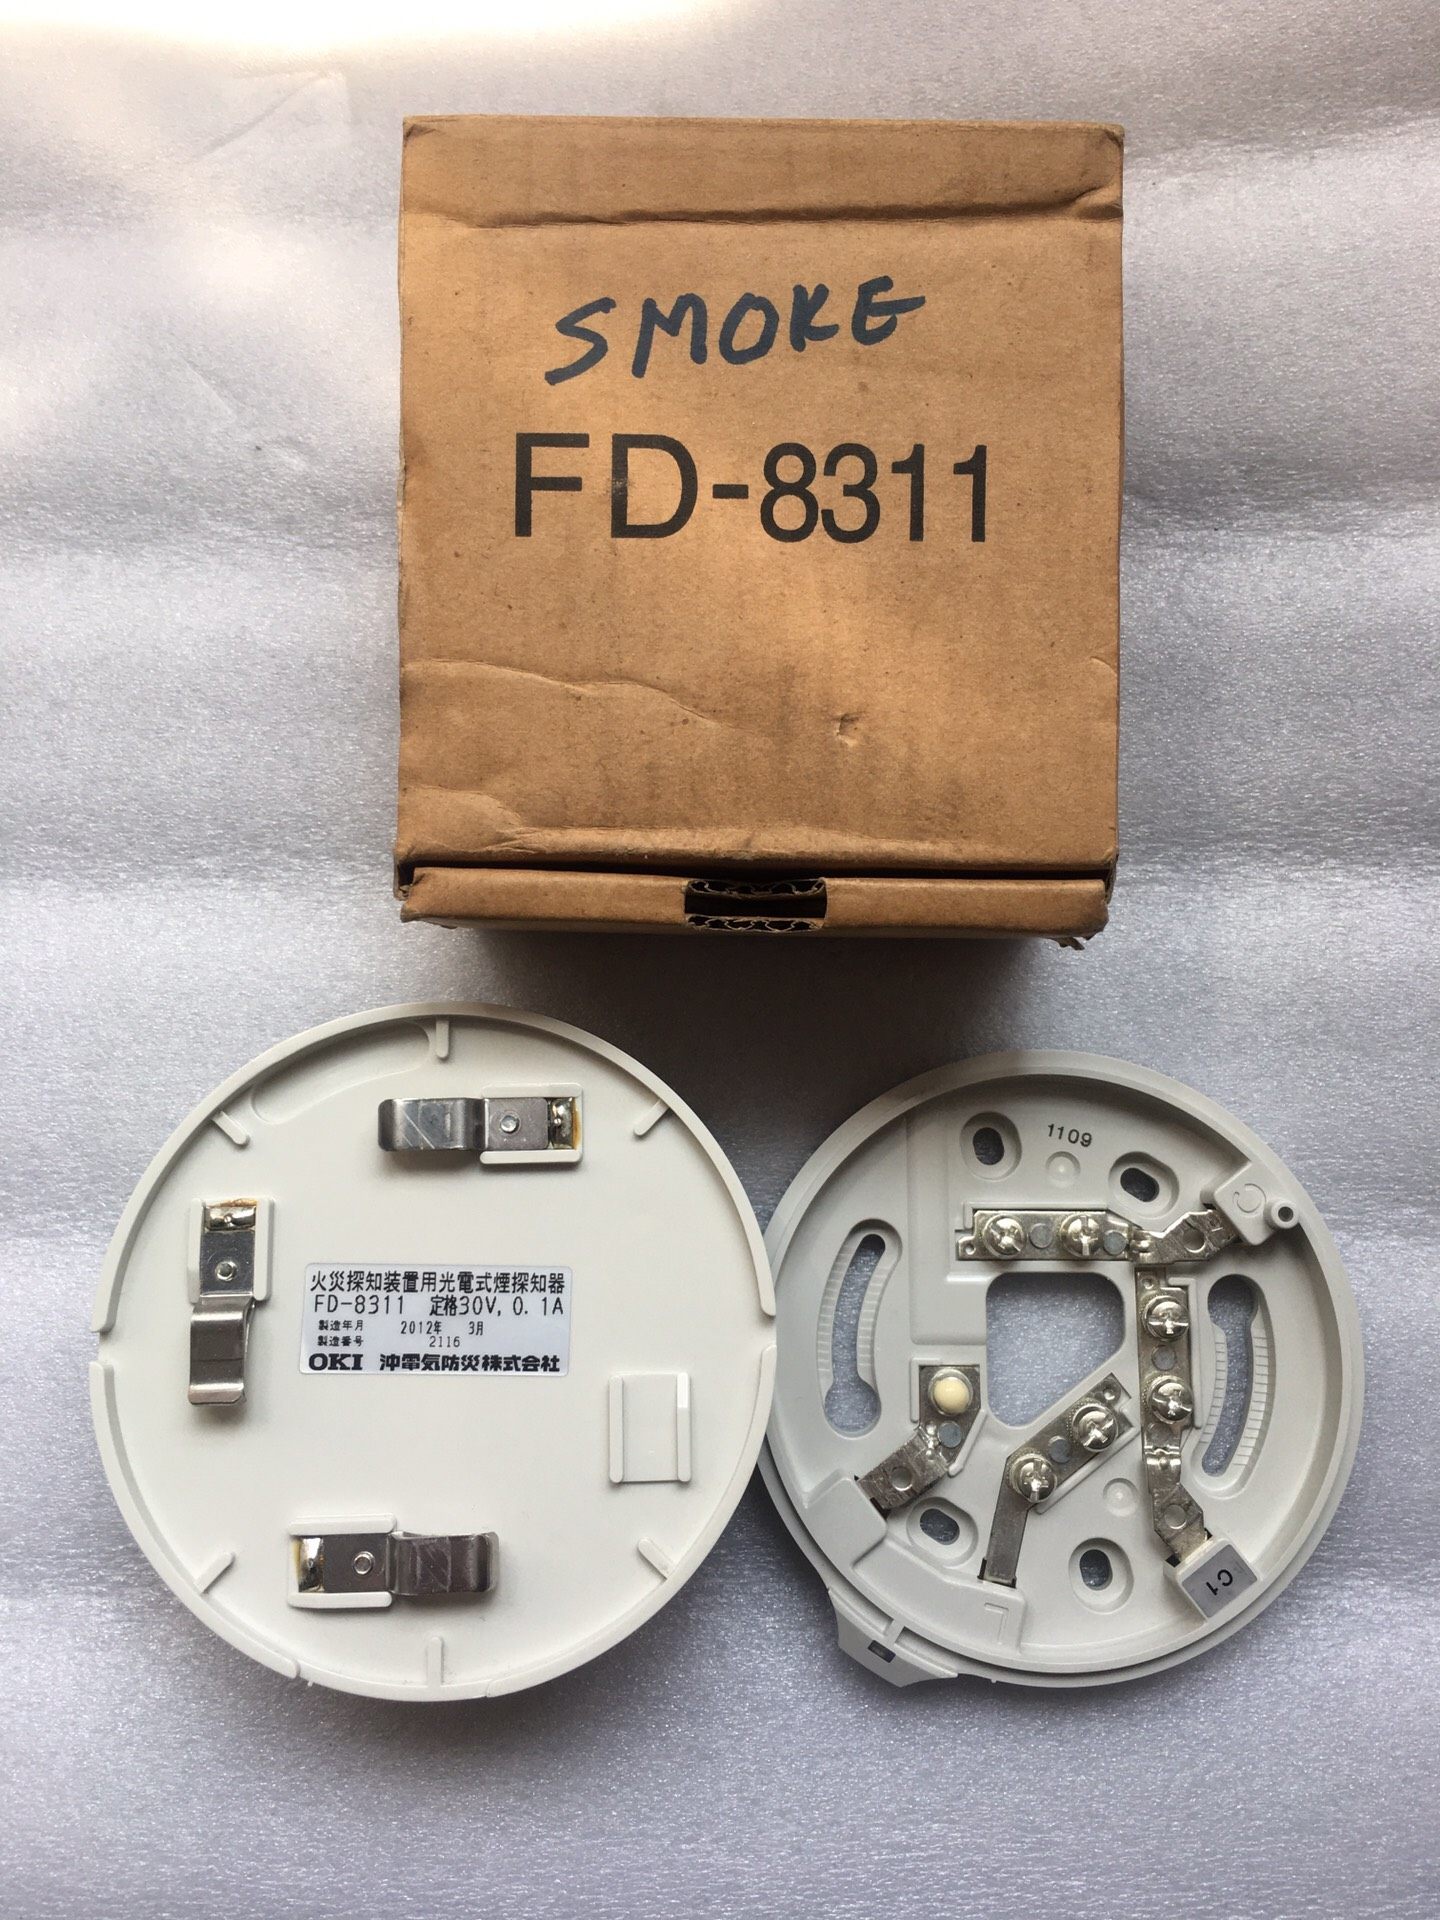 SMOKE
FD-8311
1109
火災探知装置用光電式煙探知器
FD-8311 定格30V, 0.1A
製造年月 2012年 3月
製造番号 2116
OKI 沖電気防災株式会社
C1